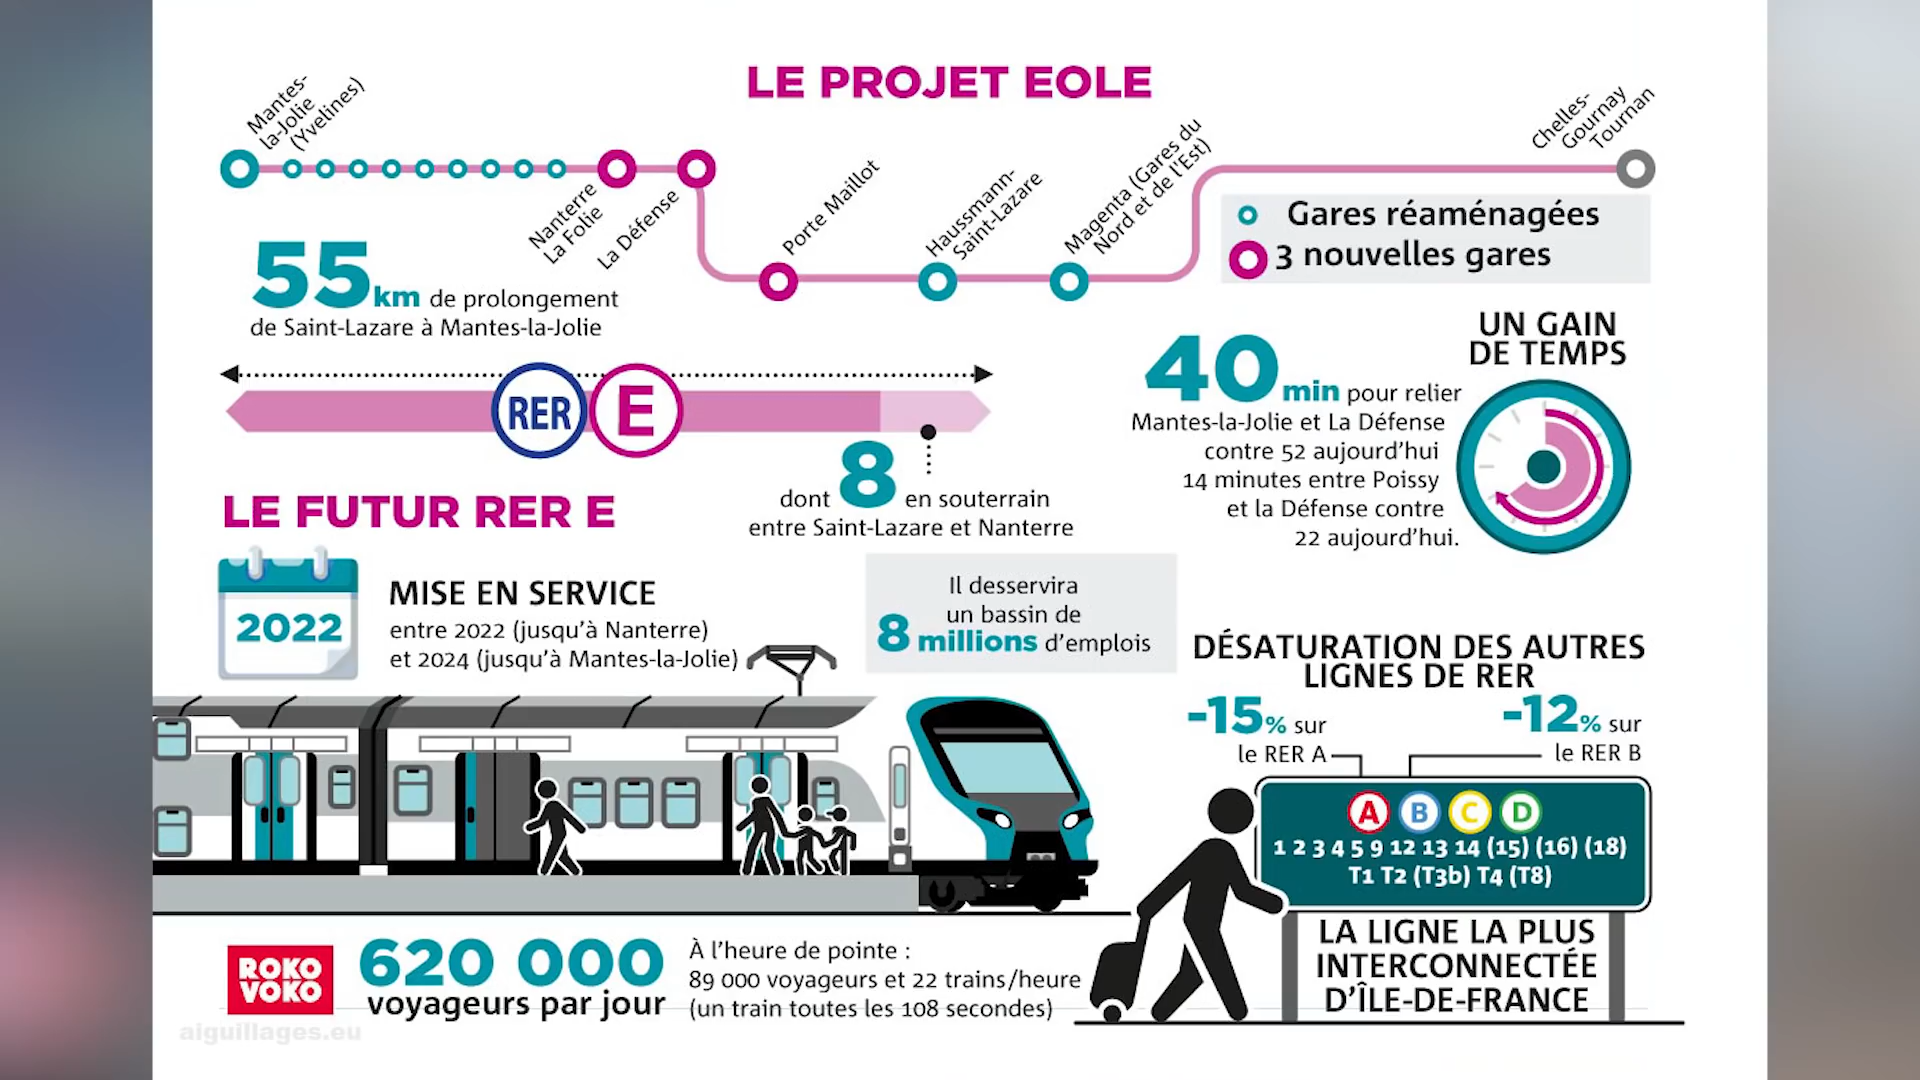 LE PROJET EOLE
Mantes-
la-Jolie
(Yvelines)
Nanterre
La Folie
La Défense
Porte Maillot
Haussmann-
Saint-Lazare
Magenta (Gares du
Nord et de l'Est)
Chelles-
Gournay
Tournan
Gares réaménagées
3 nouvelles gares
55 km de prolongement
de Saint-Lazare à Mantes-la-Jolie
RER E
dont 8 en souterrain
entre Saint-Lazare et Nanterre
UN GAIN
DE TEMPS
40 min pour relier
Mantes-la-Jolie et La Défense
contre 52 aujourd'hui
14 minutes entre Poissy
et la Défense contre
22 aujourd'hui.
LE FUTUR RER E
2022
MISE EN SERVICE
entre 2022 (jusqu'à Nanterre)
et 2024 (jusqu'à Mantes-la-Jolie)
Il desservira
un bassin de
8 millions d'emplois
DÉSATURATION DES AUTRES
LIGNES DE RER
-15% sur
le RER A
-12% sur
le RER B
A B C D
1 2 3 4 5 9 12 13 14 (15) (16) (18)
T1 T2 (T3b) T4 (T8)
LA LIGNE LA PLUS
INTERCONNECTÉE
D'ÎLE-DE-FRANCE
ROKO
VOKO
620 000
voyageurs par jour
À l'heure de pointe :
89 000 voyageurs et 22 trains/heure
(un train toutes les 108 secondes)
aiguillages.eu